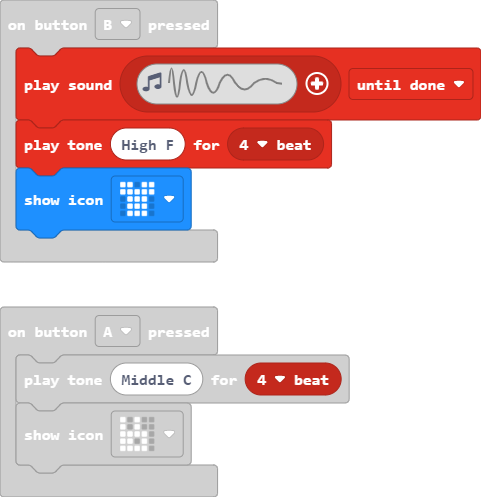 on button B pressed
play sound until done
play tone High F for 4 beat
show icon
on button A pressed
play tone Middle C for 4 beat
show icon